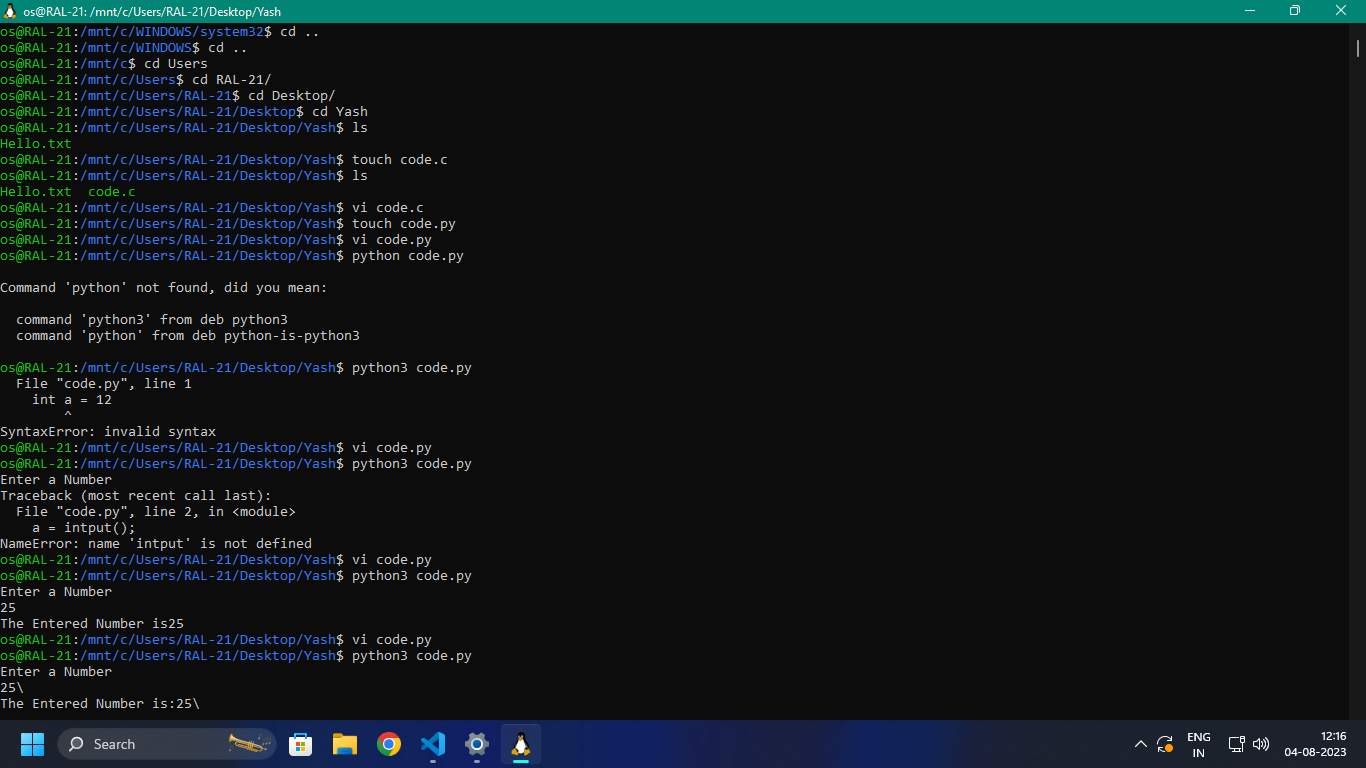 os@RAL-21: /mnt/c/Users/RAL-21/Desktop/Yash
os@RAL-21:/mnt/c/WINDOWS/system32$ cd ..
os@RAL-21:/mnt/c/WINDOWS$ cd ..
os@RAL-21:/mnt/c$ cd Users
os@RAL-21:/mnt/c/Users$ cd RAL-21/
os@RAL-21:/mnt/c/Users/RAL-21$ cd Desktop/
os@RAL-21:/mnt/c/Users/RAL-21/Desktop$ cd Yash
os@RAL-21:/mnt/c/Users/RAL-21/Desktop/Yash$ ls
Hello.txt
os@RAL-21:/mnt/c/Users/RAL-21/Desktop/Yash$ touch code.c
os@RAL-21:/mnt/c/Users/RAL-21/Desktop/Yash$ ls
Hello.txt  code.c
os@RAL-21:/mnt/c/Users/RAL-21/Desktop/Yash$ vi code.c
os@RAL-21:/mnt/c/Users/RAL-21/Desktop/Yash$ touch code.py
os@RAL-21:/mnt/c/Users/RAL-21/Desktop/Yash$ vi code.py
os@RAL-21:/mnt/c/Users/RAL-21/Desktop/Yash$ python code.py
Command 'python' not found, did you mean:
  command 'python3' from deb python3
  command 'python' from deb python-is-python3
os@RAL-21:/mnt/c/Users/RAL-21/Desktop/Yash$ python3 code.py
  File "code.py", line 1
    int a = 12
        ^
SyntaxError: invalid syntax
os@RAL-21:/mnt/c/Users/RAL-21/Desktop/Yash$ vi code.py
os@RAL-21:/mnt/c/Users/RAL-21/Desktop/Yash$ python3 code.py
Enter a Number
Traceback (most recent call last):
  File "code.py", line 2, in <module>
    a = intput();
NameError: name 'intput' is not defined
os@RAL-21:/mnt/c/Users/RAL-21/Desktop/Yash$ vi code.py
os@RAL-21:/mnt/c/Users/RAL-21/Desktop/Yash$ python3 code.py
Enter a Number
25
The Entered Number is25
os@RAL-21:/mnt/c/Users/RAL-21/Desktop/Yash$ vi code.py
os@RAL-21:/mnt/c/Users/RAL-21/Desktop/Yash$ python3 code.py
Enter a Number
25\
The Entered Number is:25\
Search
ENG
IN
12:16
04-08-2023